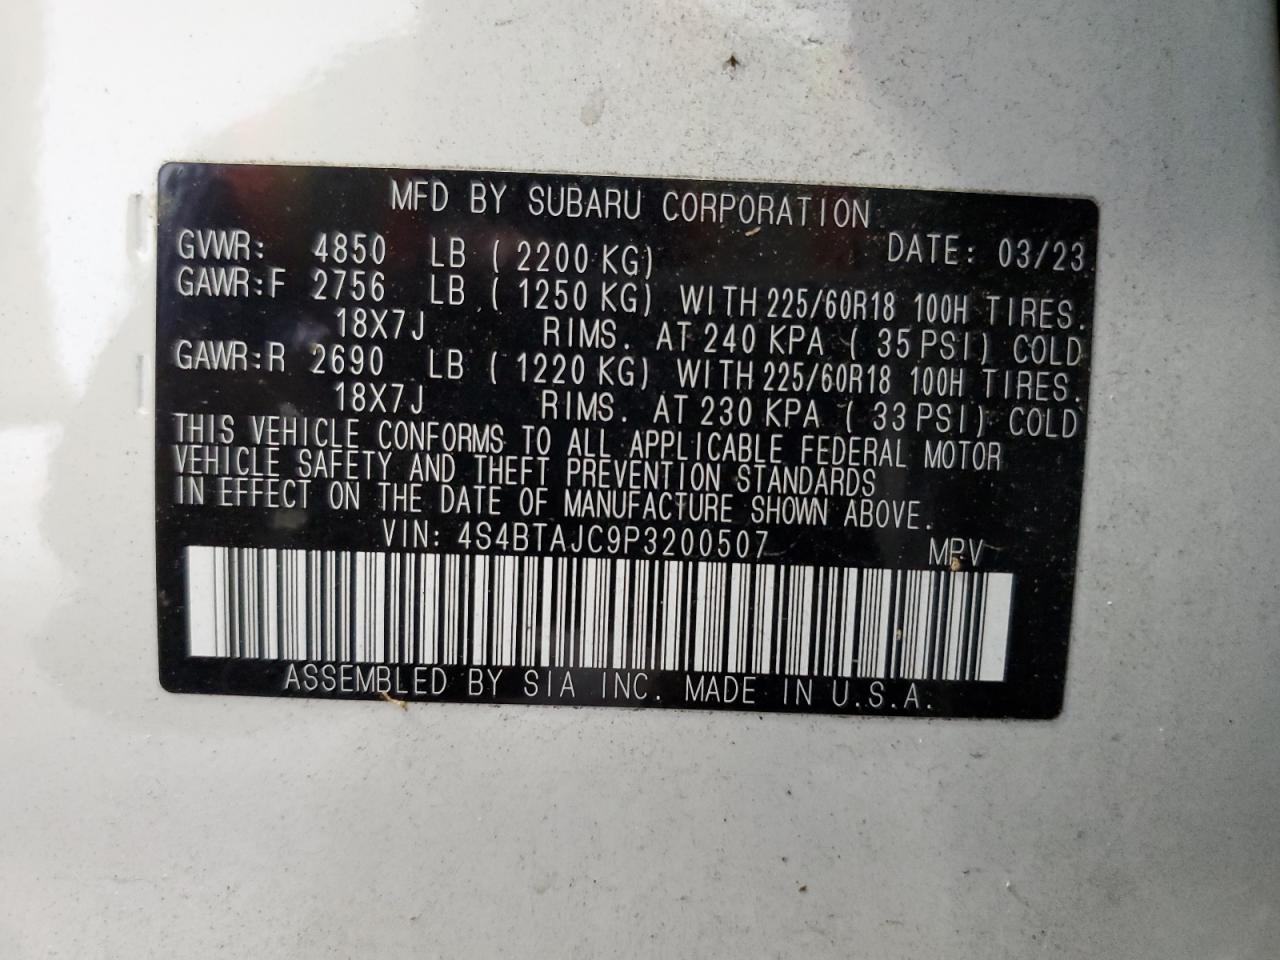 MFD BY SUBARU CORPORATION
GVWR: 4850 LB ( 2200 KG) DATE: 03/23
GAWR:F 2756 LB ( 1250 KG) WITH 225/60R18 100H TIRES.
18X7J RIMS. AT 240 KPA ( 35 PSI) COLD
GAWR:R 2690 LB ( 1220 KG) WITH 225/60R18 100H TIRES.
18X7J RIMS. AT 230 KPA ( 33 PSI) COLD
THIS VEHICLE CONFORMS TO ALL APPLICABLE FEDERAL MOTOR
VEHICLE SAFETY AND THEFT PREVENTION STANDARDS
IN EFFECT ON THE DATE OF MANUFACTURE SHOWN ABOVE.
VIN: 4S4BTAJC9P3200507 MPV
ASSEMBLED BY SIA INC. MADE IN U.S.A.